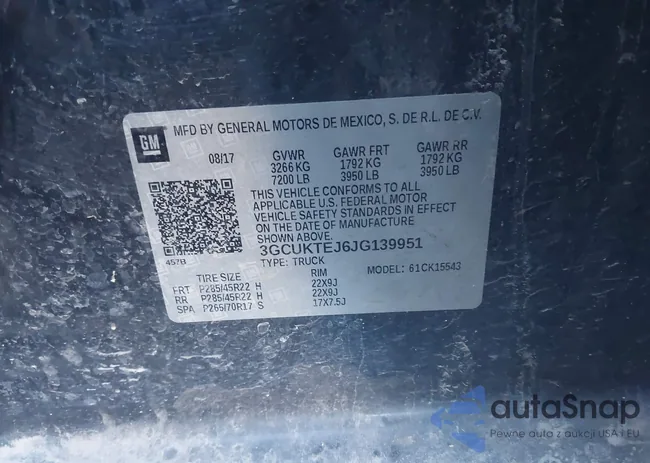 GM
MFD BY GENERAL MOTORS DE MEXICO, S. DE R.L. DE C.V.
08/17 GVWR GAWR FRT GAWR RR
3266 KG 1792 KG 1792 KG
7200 LB 3950 LB 3950 LB
THIS VEHICLE CONFORMS TO ALL
APPLICABLE U.S. FEDERAL MOTOR
VEHICLE SAFETY STANDARDS IN EFFECT
ON THE DATE OF MANUFACTURE
3GCUKTEJ6JG139951
457B
TYPE: TRUCK MODEL: 61CK15543
TIRE SIZE RIM
FRT P285/45R22 H 22X9J
RR P285/45R22 H 22X9J
SPA P265/70R17 S 17X7.5J
autaSnap
Pewne auta z aukcji USA i EU